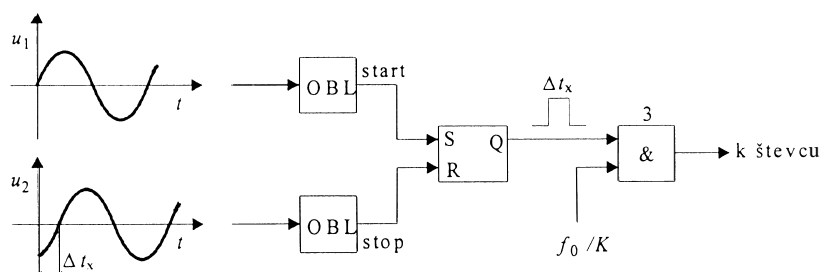 u1
t
OBL
start
Δtx
3
S
Q
R
&
k števcu
u2
t
Δtx
OBL
stop
f0/K